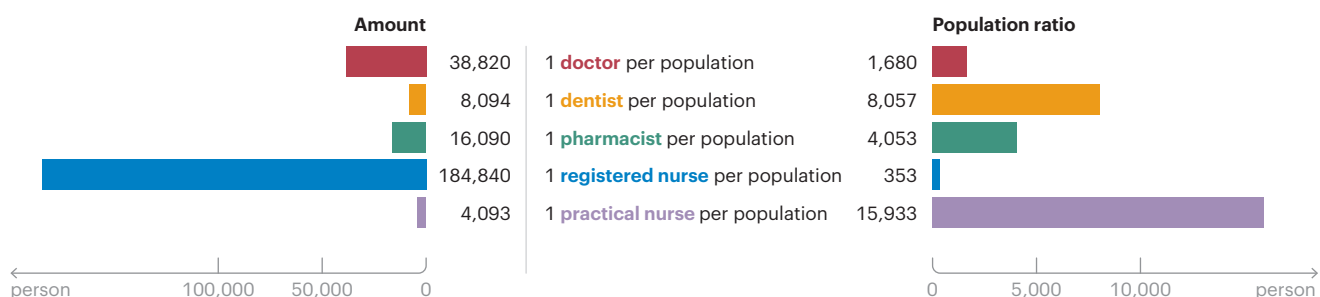 Amount Population ratio
38,820 1 doctor per population 1,680
8,094 1 dentist per population 8,057
16,090 1 pharmacist per population 4,053
184,840 1 registered nurse per population 353
4,093 1 practical nurse per population 15,933
person 100,000 50,000 0 0 5,000 10,000 person